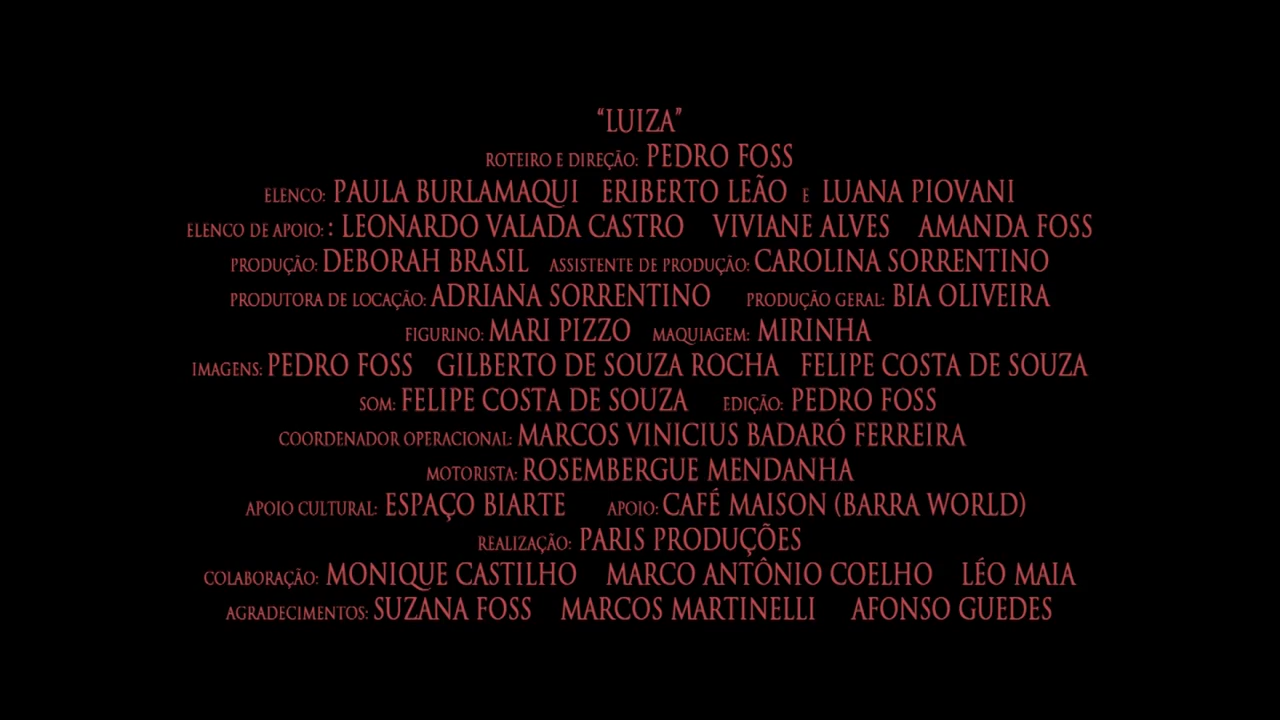 “LUIZA”
ROTEIRO E DIREÇÃO: PEDRO FOSS
ELENCO: PAULA BURLAMAQUI ERIBERTO LEÃO E LUANA PIOVANI
ELENCO DE APOIO: : LEONARDO VALADA CASTRO VIVIANE ALVES AMANDA FOSS
PRODUÇÃO: DEBORAH BRASIL ASSISTENTE DE PRODUÇÃO: CAROLINA SORRENTINO
PRODUTORA DE LOCAÇÃO: ADRIANA SORRENTINO PRODUÇÃO GERAL: BIA OLIVEIRA
FIGURINO: MARI PIZZO MAQUIAGEM: MIRINHA
IMAGENS: PEDRO FOSS GILBERTO DE SOUZA ROCHA FELIPE COSTA DE SOUZA
SOM: FELIPE COSTA DE SOUZA EDIÇÃO: PEDRO FOSS
COORDENADOR OPERACIONAL: MARCOS VINICIUS BADARÓ FERREIRA
MOTORISTA: ROSEMBERGUE MENDANHA
APOIO CULTURAL: ESPAÇO BIARTE APOIO: CAFÉ MAISON (BARRA WORLD)
REALIZAÇÃO: PARIS PRODUÇÕES
COLABORAÇÃO: MONIQUE CASTILHO MARCO ANTÔNIO COELHO LÉO MAIA
AGRADECIMENTOS: SUZANA FOSS MARCOS MARTINELLI AFONSO GUEDES